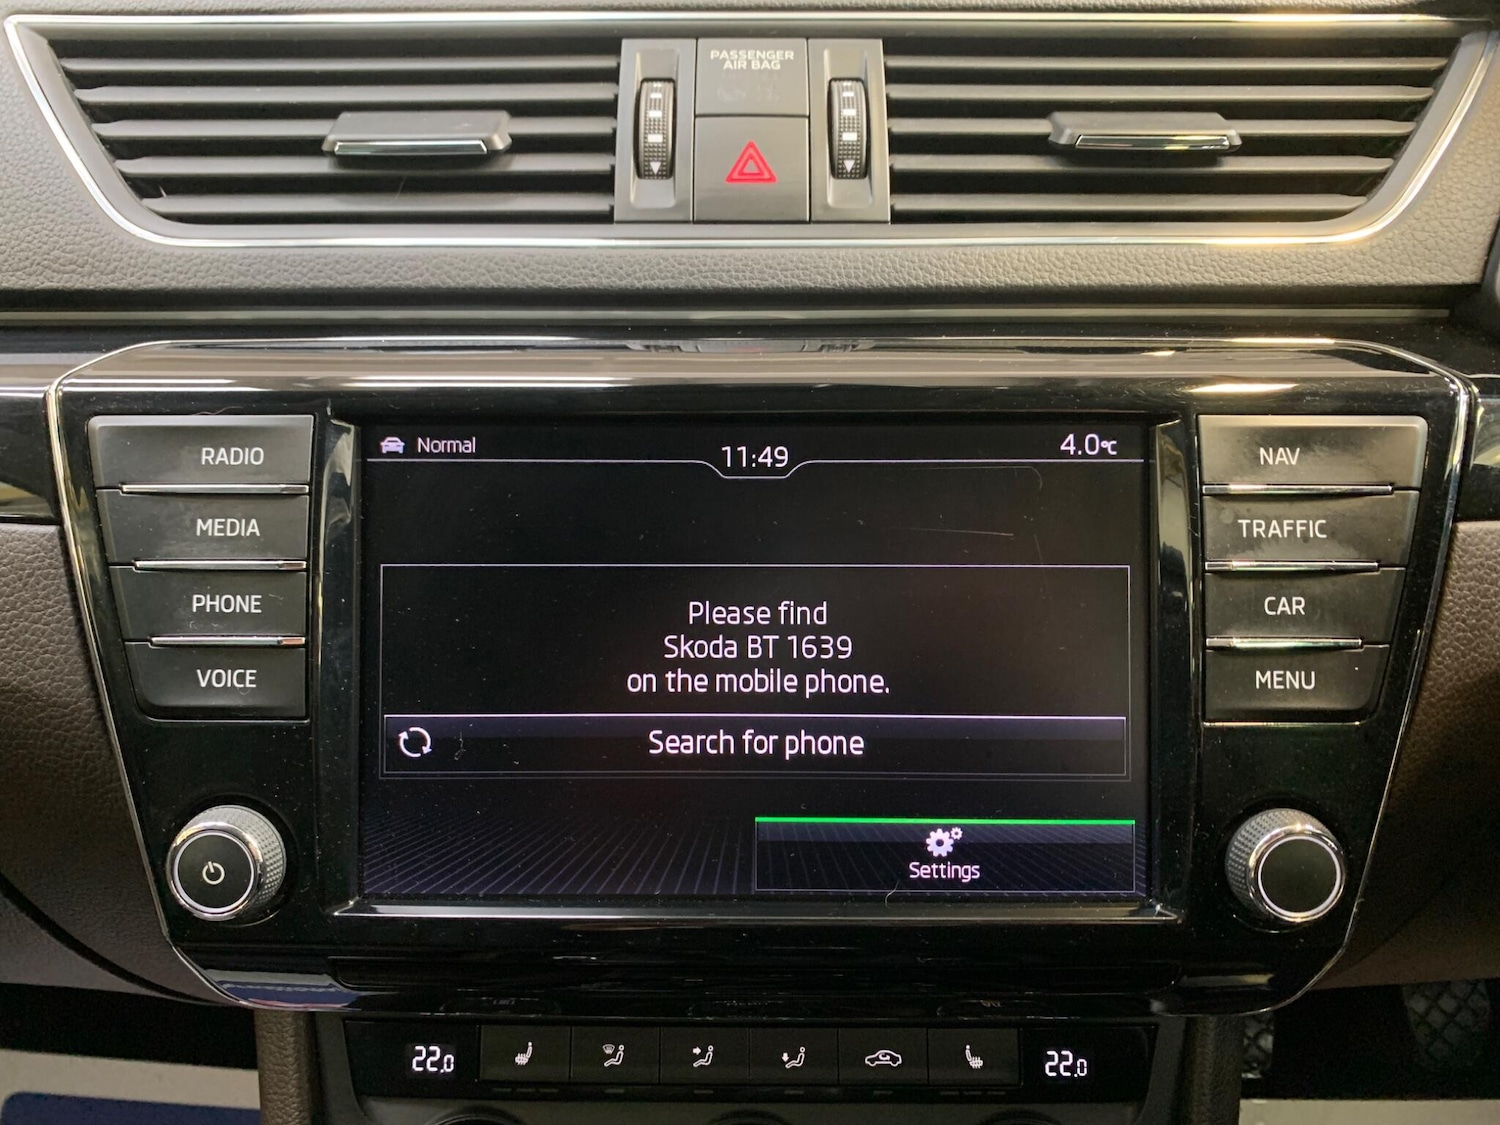 PASSENGER
AIR BAG
RADIO
MEDIA
PHONE
VOICE
Normal
11:49
4.0°C
Please find
Skoda BT 1639
on the mobile phone.
Search for phone
Settings
NAV
TRAFFIC
CAR
MENU
22.0
22.0